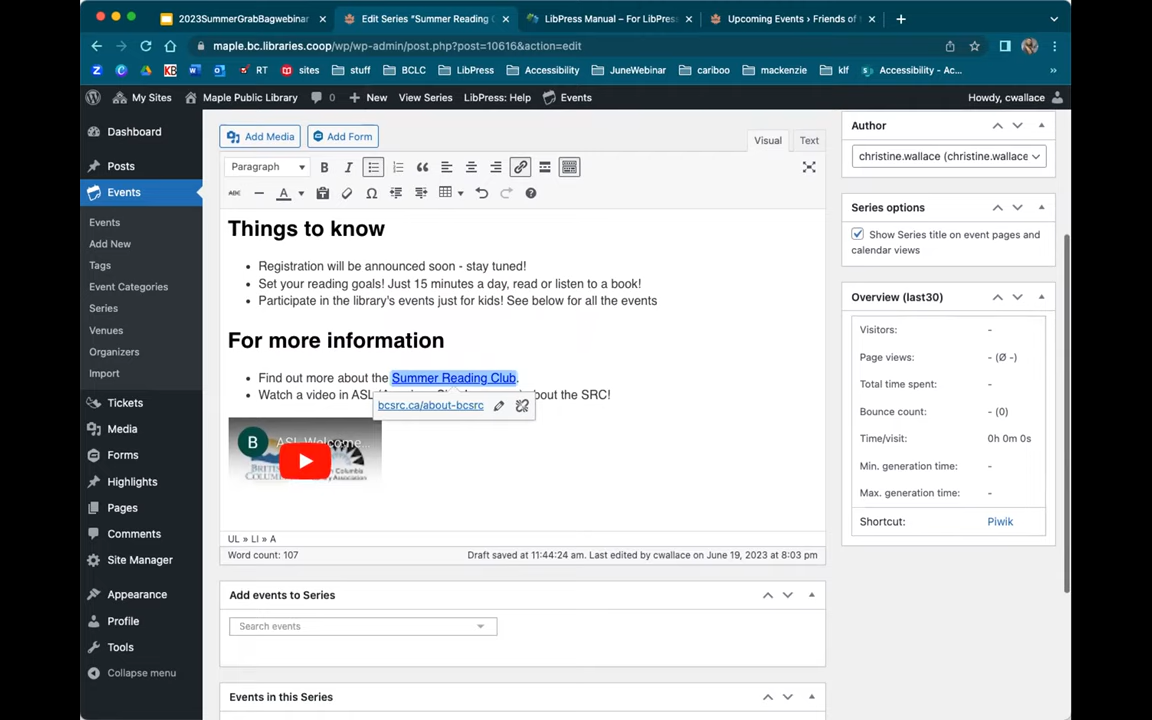 2023SummerGrabBagwebinar
Edit Series "Summer Reading
LibPress Manual – For LibPress
Upcoming Events › Friends of
maple.bc.libraries.coop/wp/wp-admin/post.php?post=10616&action=edit
RT
sites
stuff
BCLC
LibPress
Accessibility
JuneWebinar
cariboo
mackenzie
klf
Accessibility - Ac...
My Sites
Maple Public Library
0
New
View Series
LibPress: Help
Events
Howdy, cwallace
Dashboard
Posts
Events
Events
Add New
Tags
Event Categories
Series
Venues
Organizers
Import
Tickets
Media
Forms
Highlights
Pages
Comments
Site Manager
Appearance
Profile
Tools
Collapse menu
Add Media
Add Form
Visual
Text
Paragraph
B
I
ABC
A
Things to know
Registration will be announced soon - stay tuned!
Set your reading goals! Just 15 minutes a day, read or listen to a book!
Participate in the library's events just for kids! See below for all the events
For more information
Find out more about the Summer Reading Club.
Watch a video in ASL about the SRC!
bcsrc.ca/about-bcsrc
B
ASL Welcome...
UL » LI » A
Word count: 107
Draft saved at 11:44:24 am. Last edited by cwallace on June 19, 2023 at 8:03 pm
Add events to Series
Search events
Events in this Series
Author
christine.wallace (christine.wallace
Series options
Show Series title on event pages and
calendar views
Overview (last30)
Visitors: -
Page views: - (Ø -)
Total time spent: -
Bounce count: - (0)
Time/visit: 0h 0m 0s
Min. generation time: -
Max. generation time: -
Shortcut: Piwik